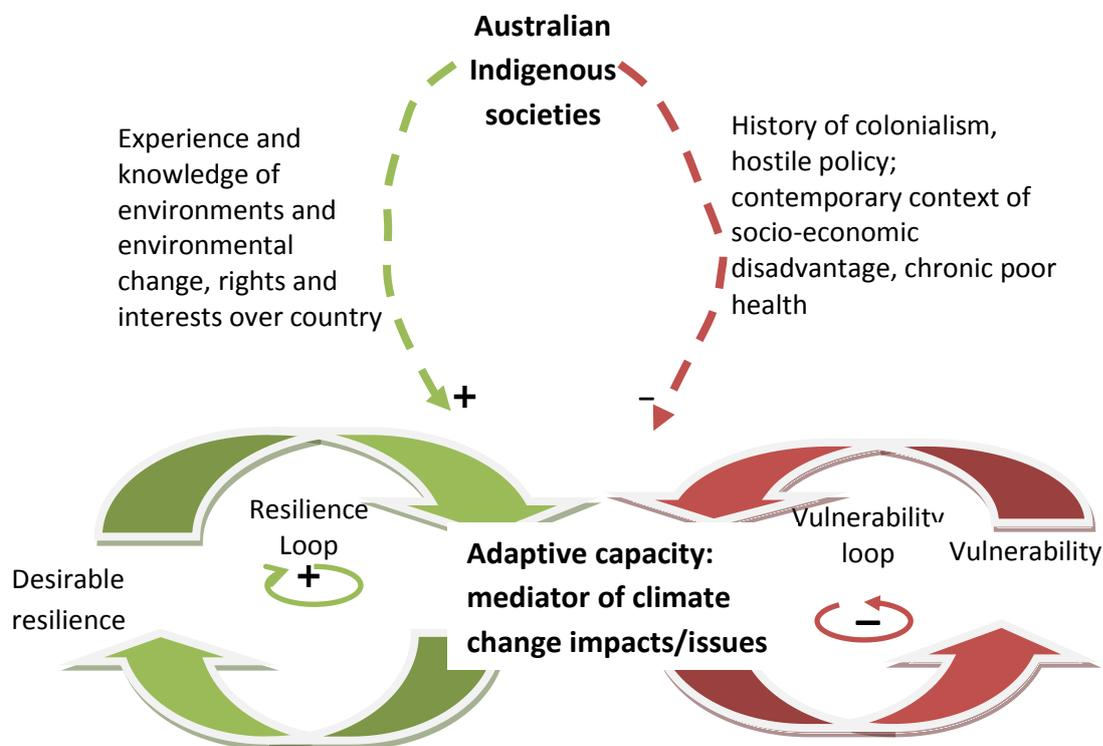 Australian
Indigenous
societies
Experience and
knowledge of
environments and
environmental
change, rights and
interests over country
History of colonialism,
hostile policy;
contemporary context of
socio-economic
disadvantage, chronic poor
health
+
–
Resilience
Loop
+
Desirable
resilience
Adaptive capacity:
mediator of climate
change impacts/issues
Vulnerability
loop
–
Vulnerability